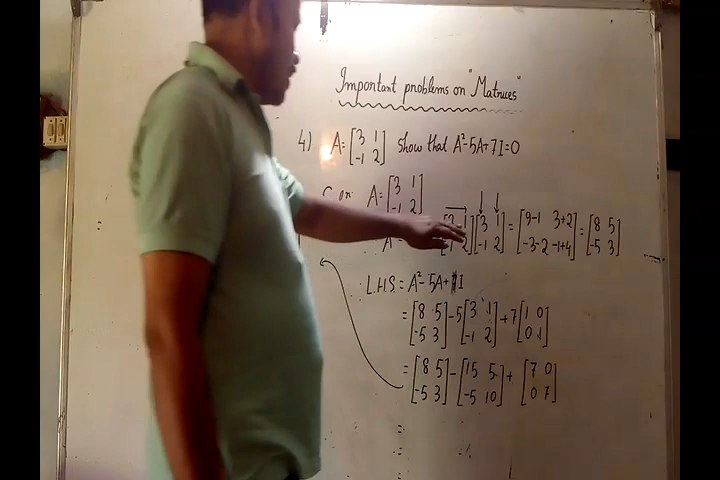 Important problems on "Matrices"
4) A = [3 1 -1 2] show that A² - 5A + 7I = 0
A = [3 1 -1 2]
A [3 1 2] [3 1 -1 2] = [9-1 3+2 -3-2 -1+4] = [8 5 -5 3]
L.H.S = A² - 5A + I
= [8 5 -5 3] - 5 [3 1 -1 2] + 7 [1 0 0 1]
= [8 5 -5 3] - [15 5 -5 10] + [7 0 0 7]
=
=
=